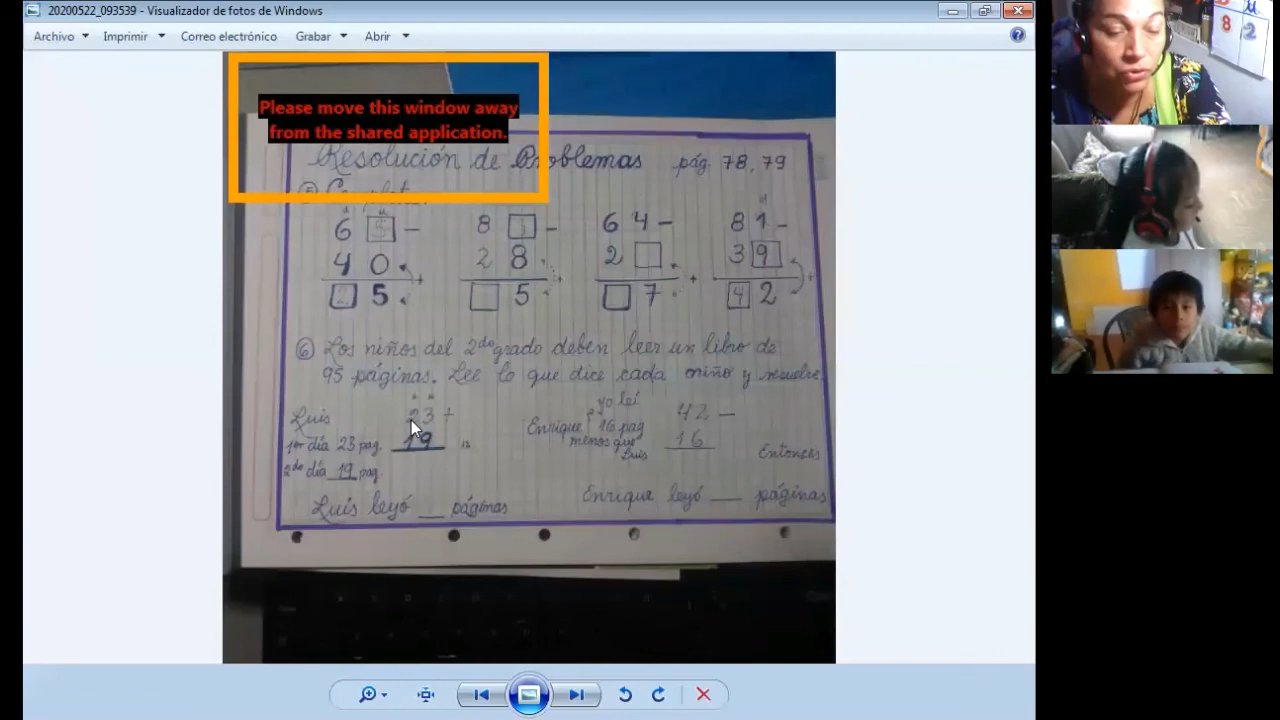 20200522_093539 - Visualizador de fotos de Windows
Archivo Imprimir Correo electrónico Grabar Abrir
Please move this window away
from the shared application.
Resolución de Problemas pág. 78, 79
6 5 - 8 3 - 6 4 - 8 1 -
4 0 2 8 2 3 9
+ + + +
2 5 5 7 4 2
6 Los niños del 2do grado deben leer un libro de
95 páginas. Lee lo que dice cada niño y resuelve.
Luis 23 +
1er día 23 pag. 19
2do día 19 pag.
Luis leyó __ páginas
yo leí
Enrique 16 pag
menos que
Luis
42 -
16
Entonces
Enrique leyó __ páginas
u
8 2